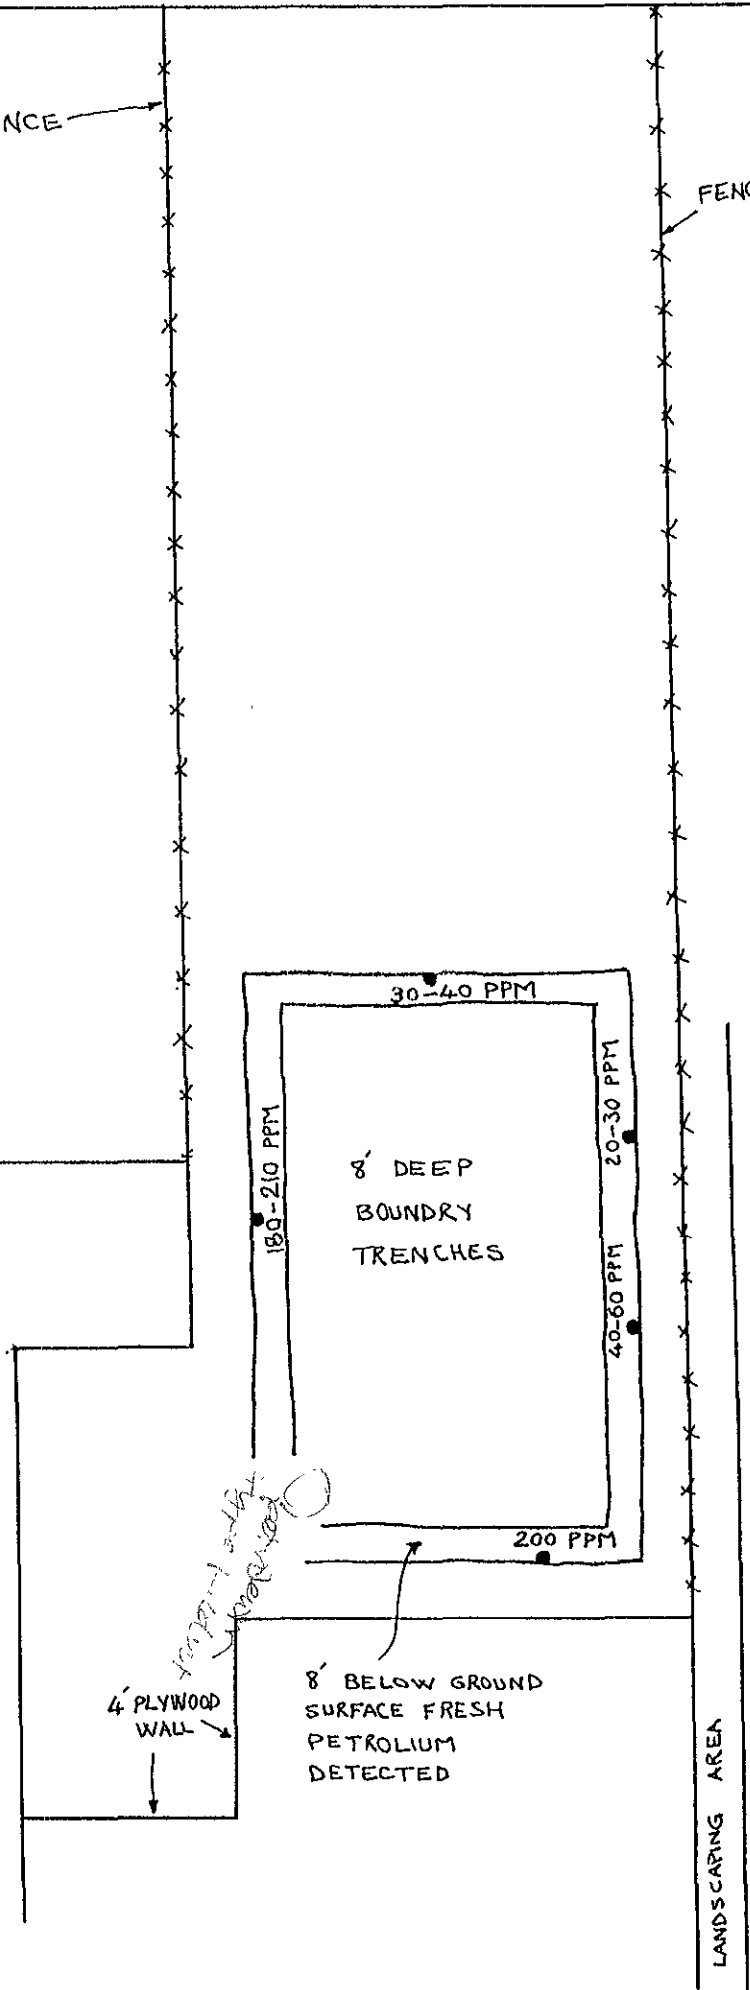 NCE
FENC
30-40 PPM
180-210 PPM
20-30 PPM
8' DEEP
BOUNDRY
TRENCHES
40-60 PPM
200 PPM
8' BELOW GROUND
SURFACE FRESH
PETROLIUM
DETECTED
4' PLYWOOD
WALL
LANDSCAPING AREA